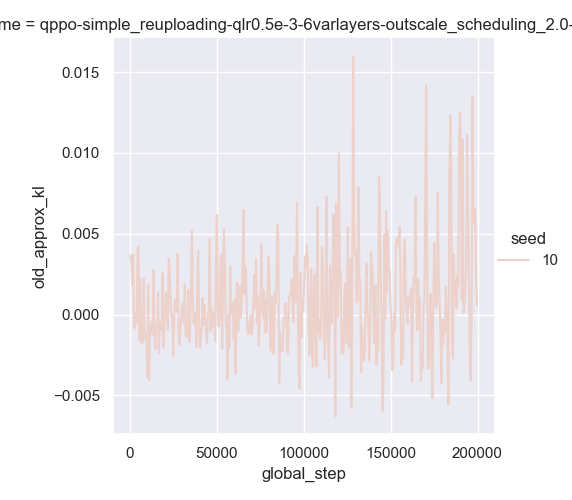 me = qppo-simple_reuploading-qlr0.5e-3-6varlayers-outscale_scheduling_2.0-
0.015
0.010
0.005
0.000
−0.005
old_approx_kl
0
50000
100000
150000
200000
global_step
seed
10